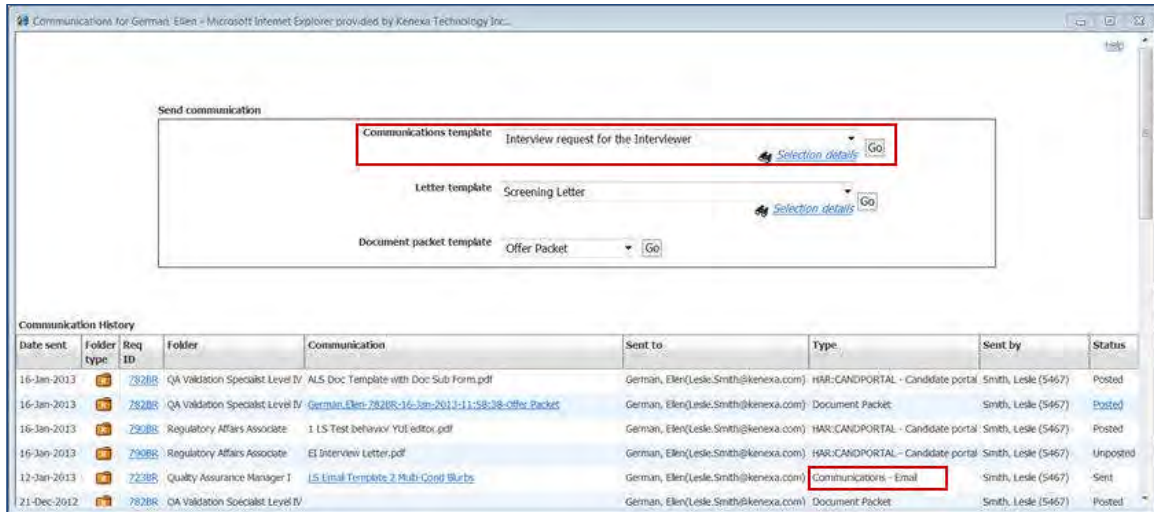 Communications for German, Ellen - Microsoft Internet Explorer provided by Kenexa Technology Inc...
Help
Send communication
Communications template Interview request for the Interviewer Go
Selection details
Letter template Screening Letter Go
Selection details
Document packet template Offer Packet Go
Communication History
Date sent Folder type Req ID Folder Communication Sent to Type Sent by Status
16-Jan-2013 782BR QA Validation Specialist Level IV ALS Doc Template with Doc Sub Form.pdf German, Ellen(Leslie.Smith@kenexa.com) HAR:CANDPORTAL - Candidate portal Smith, Leslie (5467) Posted
16-Jan-2013 782BR QA Validation Specialist Level IV German,Ellen-782BR-16-Jan-2013-11:58:38-Offer Packet German, Ellen(Leslie.Smith@kenexa.com) Document Packet Smith, Leslie (5467) Posted
16-Jan-2013 790BR Regulatory Affairs Associate 1 LS Test behavior YUI editor.pdf German, Ellen(Leslie.Smith@kenexa.com) HAR:CANDPORTAL - Candidate portal Smith, Leslie (5467) Posted
16-Jan-2013 790BR Regulatory Affairs Associate EI Interview Letter.pdf German, Ellen(Leslie.Smith@kenexa.com) HAR:CANDPORTAL - Candidate portal Smith, Leslie (5467) Unposted
12-Jan-2013 723BR Quality Assurance Manager I LS Email Template 2 Multi-Cond Blurbs German, Ellen(Leslie.Smith@kenexa.com) Communications - Email Smith, Leslie (5467) Sent
21-Dec-2012 782BR QA Validation Specialist Level IV German, Ellen(Leslie.Smith@kenexa.com) Document Packet Smith, Leslie (5467) Posted